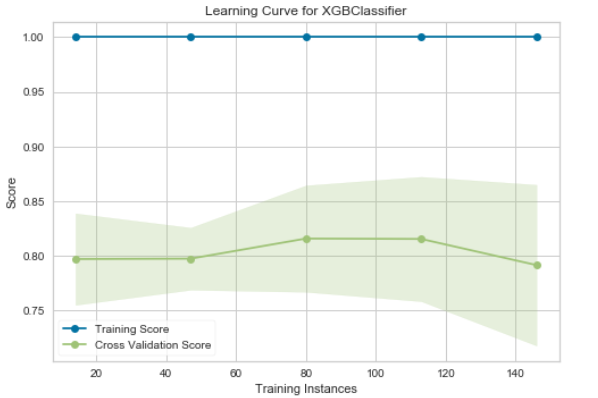 Learning Curve for XGBClassifier
1.00
0.95
0.90
0.85
0.80
0.75
Score
Training Score
Cross Validation Score
20 40 60 80 100 120 140
Training Instances